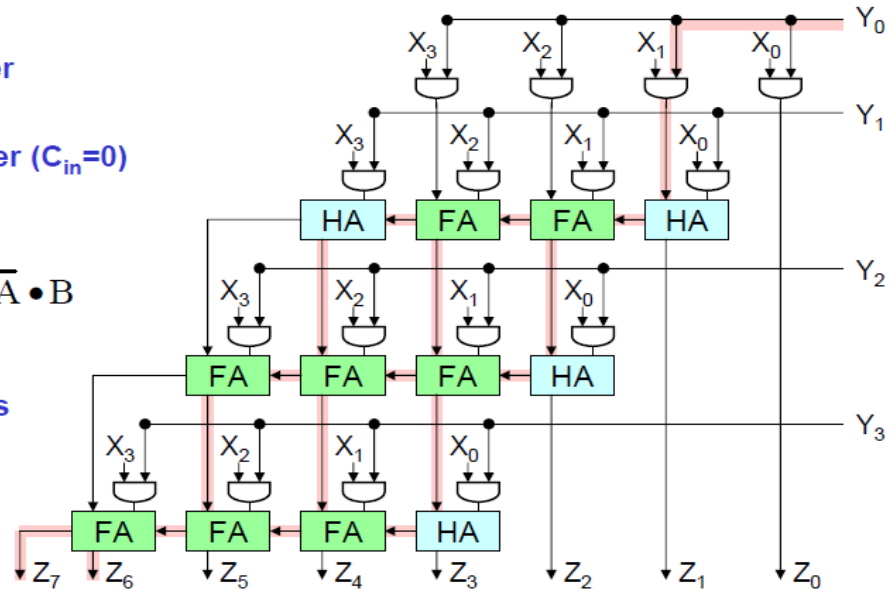 Y₀
X₃ X₂ X₁ X₀
er
Y₁
er (Cᵢₙ=0)
X₃ X₂ X₁ X₀
HA FA FA HA
A̅ • B
Y₂
X₃ X₂ X₁ X₀
FA FA FA HA
s
Y₃
X₃ X₂ X₁ X₀
FA FA FA HA
Z₇ Z₆ Z₅ Z₄ Z₃ Z₂ Z₁ Z₀